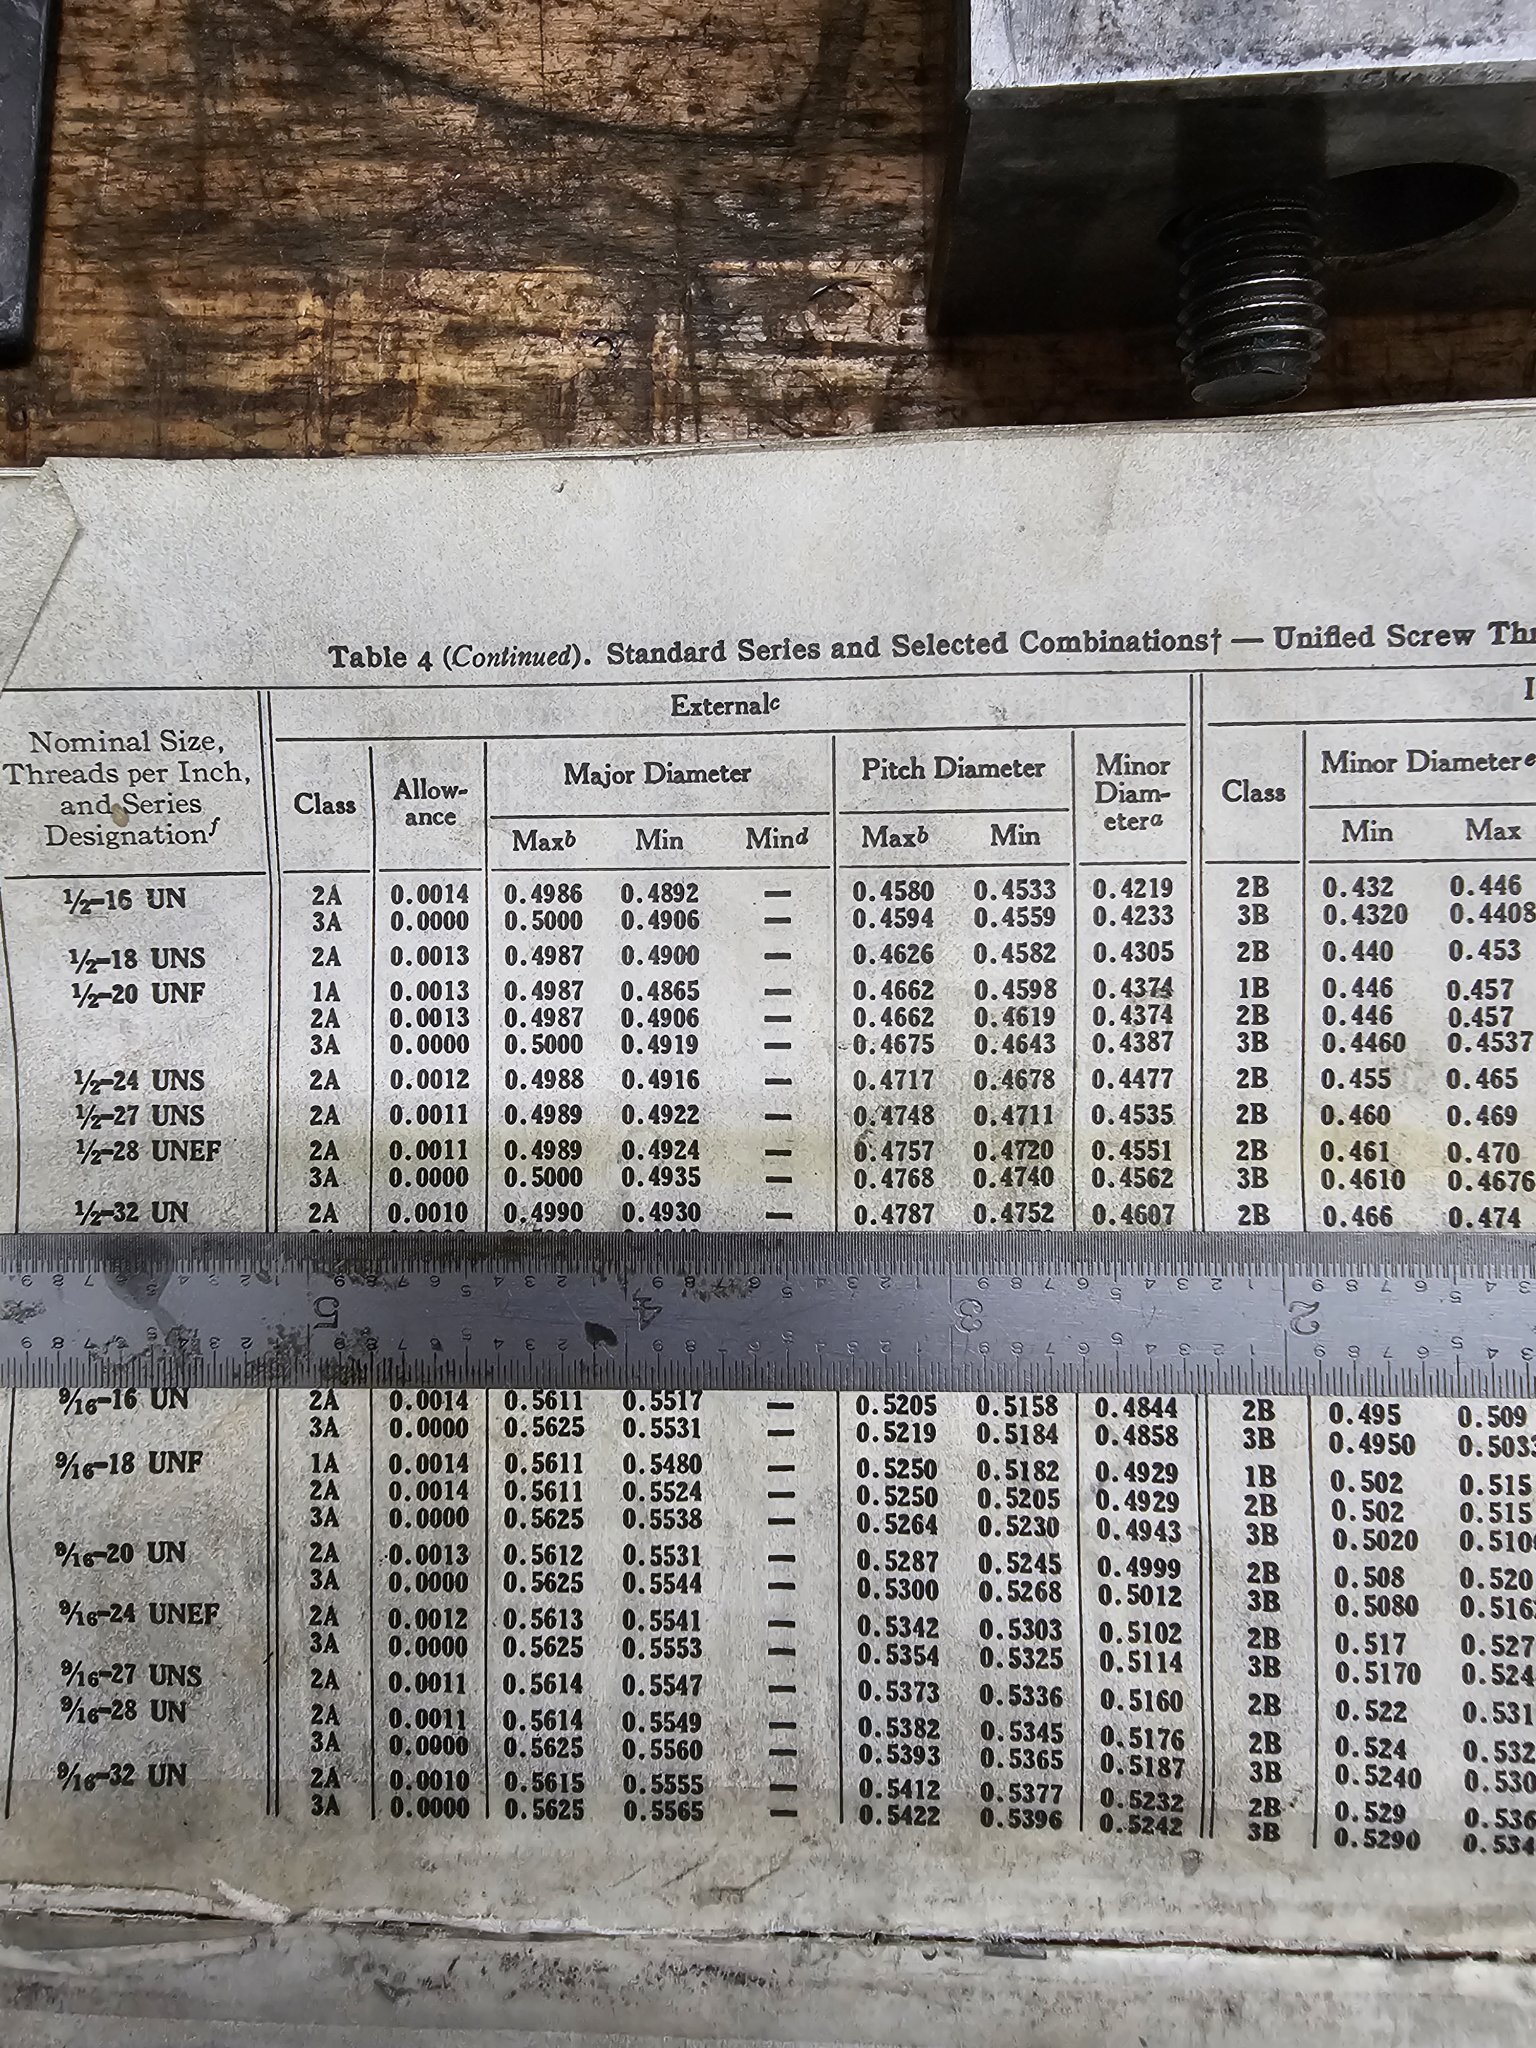 Table 4 (Continued). Standard Series and Selected Combinations† — Unified Screw
Externalc
Nominal Size,
Threads per Inch,
and Series
Designationf
Class Allow-
ance
Major Diameter
Pitch Diameter
Minor
Diam-
etera
Class Minor Diametere
Maxb Min Mind Maxb Min Min Max
1/2–16 UN 2A 0.0014 0.4986 0.4892 — 0.4580 0.4533 0.4219 2B 0.432 0.446
3A 0.0000 0.5000 0.4906 — 0.4594 0.4559 0.4233 3B 0.4320 0.4408
1/2–18 UNS 2A 0.0013 0.4987 0.4900 — 0.4626 0.4582 0.4305 2B 0.440 0.453
1/2–20 UNF 1A 0.0013 0.4987 0.4865 — 0.4662 0.4598 0.4374 1B 0.446 0.457
2A 0.0013 0.4987 0.4906 — 0.4662 0.4619 0.4374 2B 0.446 0.457
3A 0.0000 0.5000 0.4919 — 0.4675 0.4643 0.4387 3B 0.4460 0.4537
1/2–24 UNS 2A 0.0012 0.4988 0.4916 — 0.4717 0.4678 0.4477 2B 0.455 0.465
1/2–27 UNS 2A 0.0011 0.4989 0.4922 — 0.4748 0.4711 0.4535 2B 0.460 0.469
1/2–28 UNEF 2A 0.0011 0.4989 0.4924 — 0.4757 0.4720 0.4551 2B 0.461 0.470
3A 0.0000 0.5000 0.4935 — 0.4768 0.4740 0.4562 3B 0.4610 0.4676
1/2–32 UN 2A 0.0010 0.4990 0.4930 — 0.4787 0.4752 0.4607 2B 0.466 0.474
5 4 3 2
9/16–16 UN 2A 0.0014 0.5611 0.5517 — 0.5205 0.5158 0.4844 2B 0.495 0.509
3A 0.0000 0.5625 0.5531 — 0.5219 0.5184 0.4858 3B 0.4950
9/16–18 UNF 1A 0.0014 0.5611 0.5480 — 0.5250 0.5182 0.4929 1B 0.502 0.515
2A 0.0014 0.5611 0.5524 — 0.5250 0.5205 0.4929 2B 0.502 0.515
3A 0.0000 0.5625 0.5538 — 0.5264 0.5230 0.4943 3B 0.5020
9/16–20 UN 2A 0.0013 0.5612 0.5531 — 0.5287 0.5245 0.4999 2B 0.508 0.520
3A 0.0000 0.5625 0.5544 — 0.5300 0.5268 0.5012 3B 0.5080
9/16–24 UNEF 2A 0.0012 0.5613 0.5541 — 0.5342 0.5303 0.5102 2B 0.517 0.527
3A 0.0000 0.5625 0.5553 — 0.5354 0.5325 0.5114 3B 0.5170
9/16–27 UNS 2A 0.0011 0.5614 0.5547 — 0.5373 0.5336 0.5160 2B 0.522 0.531
9/16–28 UN 2A 0.0011 0.5614 0.5549 — 0.5382 0.5345 0.5176 2B 0.524 0.532
3A 0.0000 0.5625 0.5560 — 0.5393 0.5365 0.5187 3B 0.5240
9/16–32 UN 2A 0.0010 0.5615 0.5555 — 0.5412 0.5377 0.5232 2B 0.529 0.536
3A 0.0000 0.5625 0.5565 — 0.5422 0.5396 0.5242 3B 0.5290